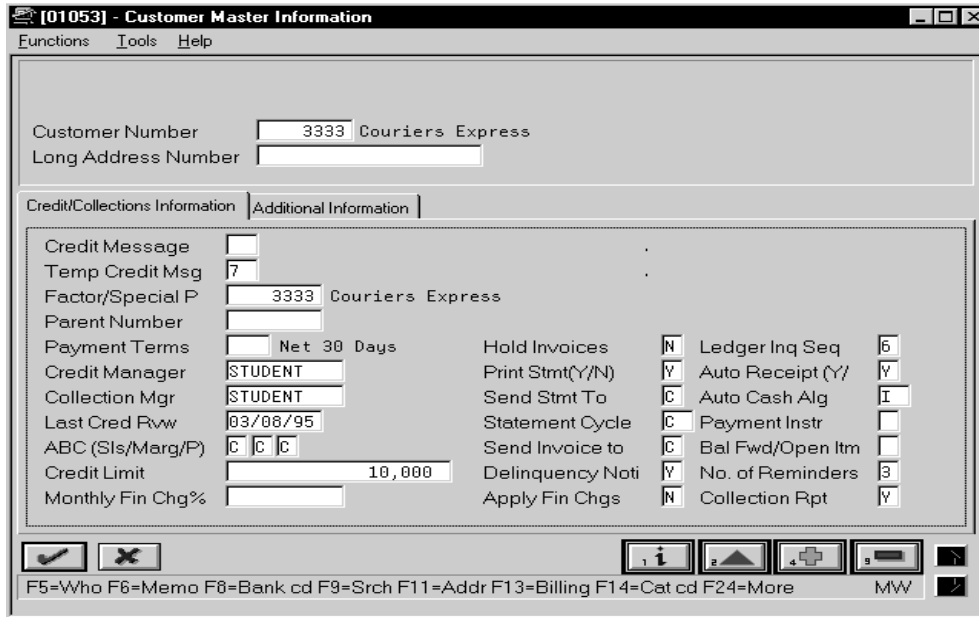 [01053] - Customer Master Information
Functions Tools Help
Customer Number 3333 Couriers Express
Long Address Number
Credit/Collections Information Additional Information
Credit Message .
Temp Credit Msg 7 .
Factor/Special P 3333 Couriers Express
Parent Number
Payment Terms Net 30 Days Hold Invoices N Ledger Inq Seq 6
Credit Manager STUDENT Print Stmt(Y/N) Y Auto Receipt (Y/ Y
Collection Mgr STUDENT Send Stmt To C Auto Cash Alg I
Last Cred Rvw 03/08/95 Statement Cycle C Payment Instr
ABC (Sls/Marg/P) C C C Send Invoice to C Bal Fwd/Open Itm
Credit Limit 10,000 Delinquency Noti Y No. of Reminders 3
Monthly Fin Chg% Apply Fin Chgs N Collection Rpt Y
1 i 2 4 9
F5=Who F6=Memo F8=Bank cd F9=Srch F11=Addr F13=Billing F14=Cat cd F24=More MW